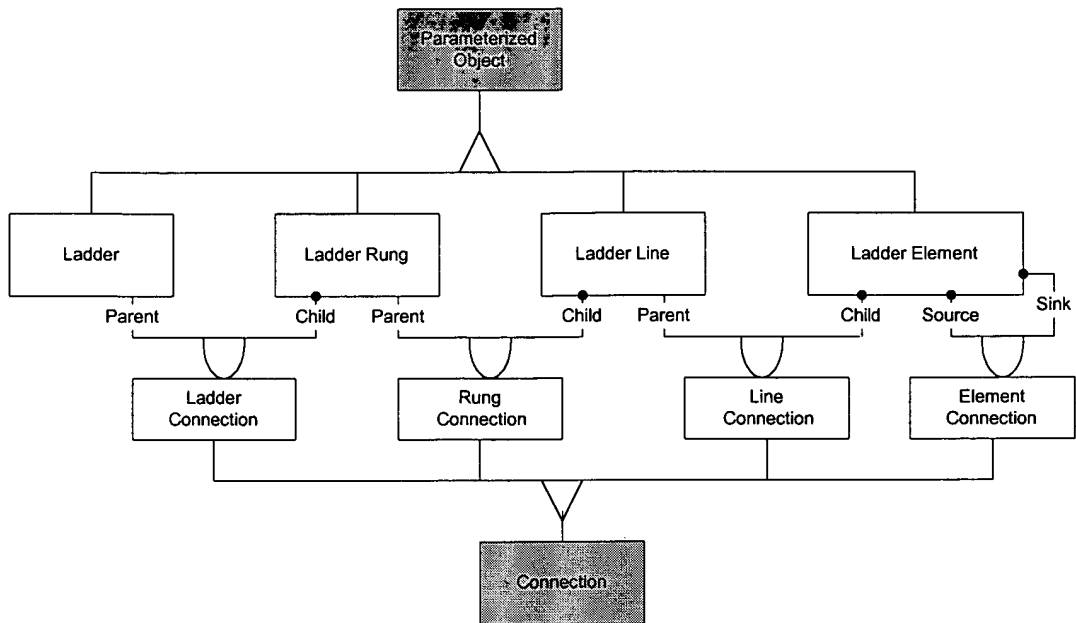 Parameterized
Object
Ladder
Ladder Rung
Ladder Line
Ladder Element
Parent
Child
Parent
Child
Parent
Child
Source
Sink
Ladder
Connection
Rung
Connection
Line
Connection
Element
Connection
Connection